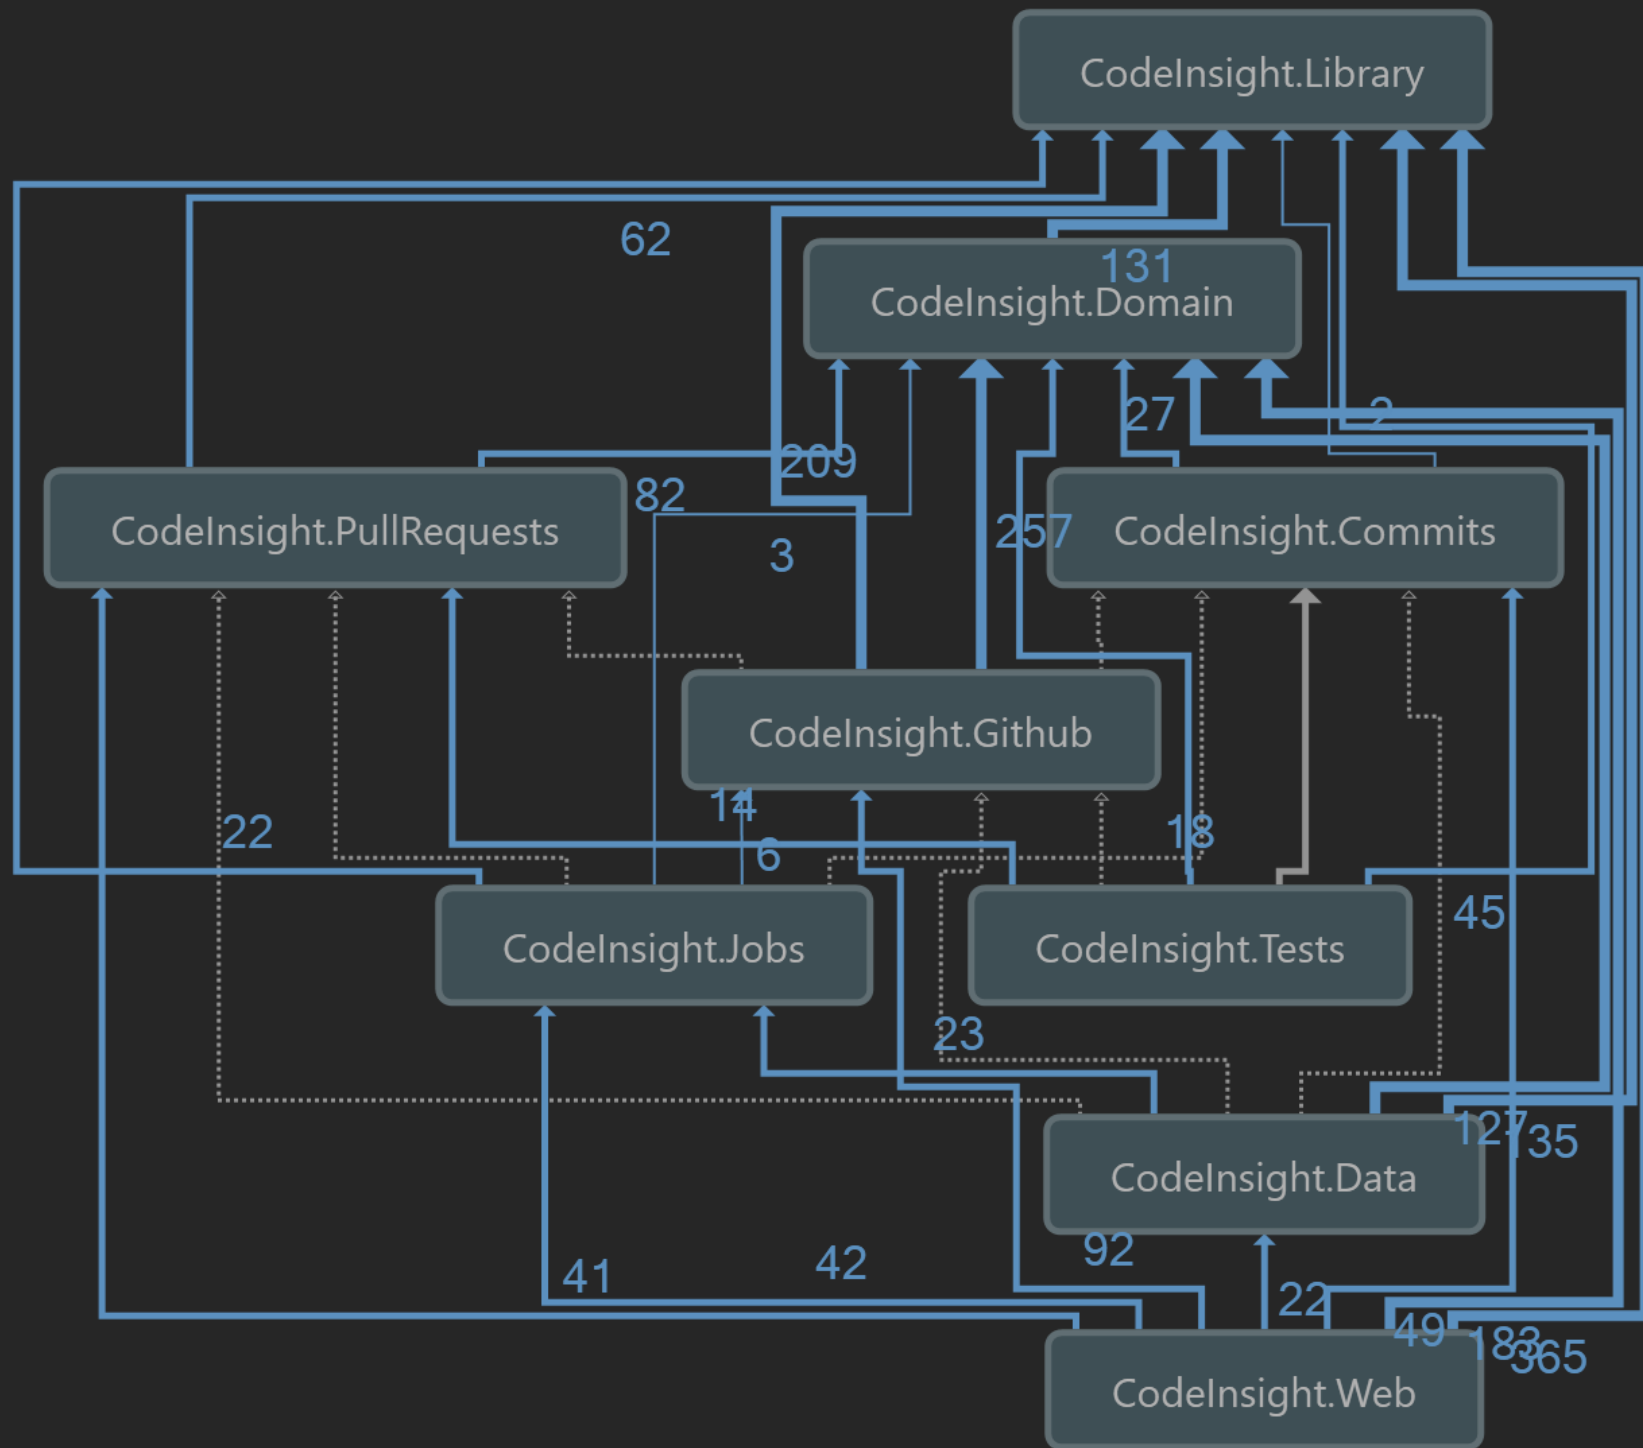 CodeInsight.Library
62
131
CodeInsight.Domain
27
2
209
82
257
CodeInsight.PullRequests
CodeInsight.Commits
3
CodeInsight.Github
14
22
18
6
45
CodeInsight.Jobs
CodeInsight.Tests
23
127
135
CodeInsight.Data
92
42
41
22
49
183
365
CodeInsight.Web